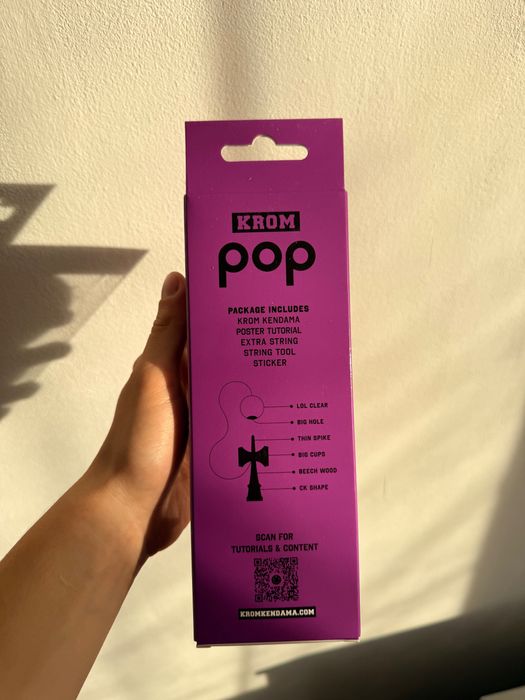 KROM
pop
PACKAGE INCLUDES
KROM KENDAMA
POSTER TUTORIAL
EXTRA STRING
STRING TOOL
STICKER
LOL CLEAR
BIG HOLE
THIN SPIKE
BIG CUPS
BEECH WOOD
CK SHAPE
SCAN FOR
TUTORIALS & CONTENT
KROMKENDAMA.COM